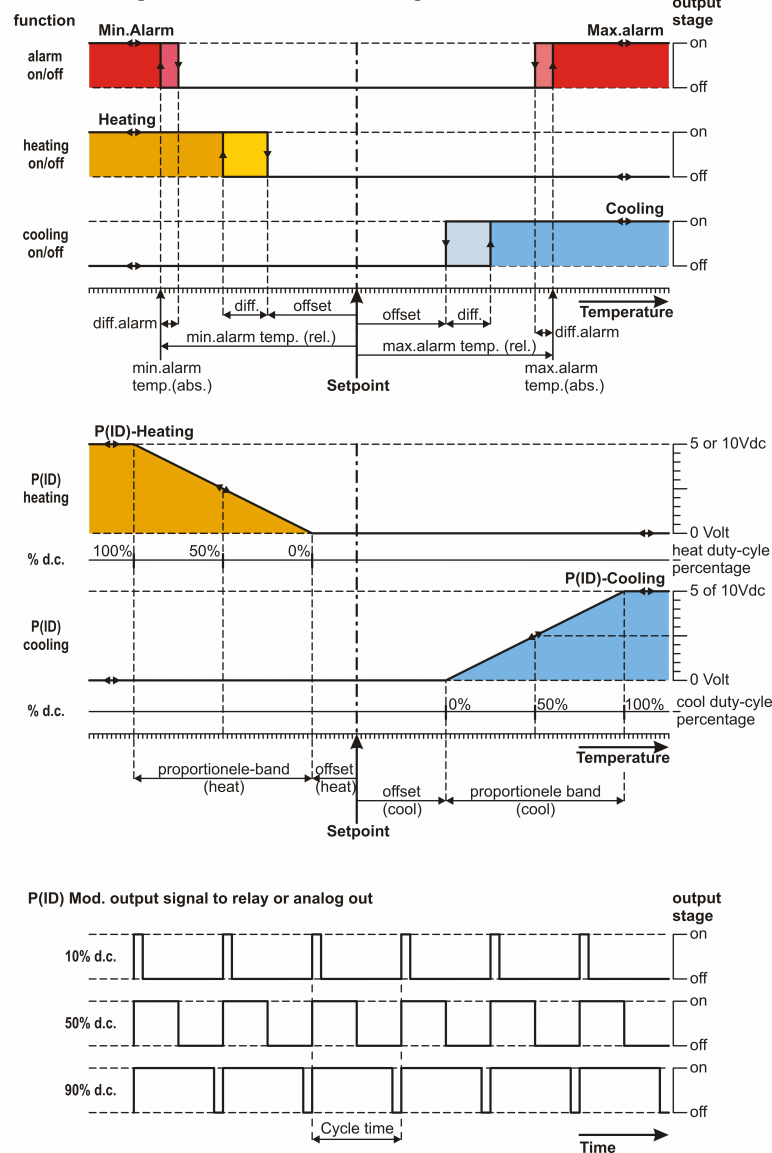 output
function
stage
Min.Alarm
Max.alarm
on
alarm
on/off
off
Heating
on
heating
on/off
off
Cooling
on
cooling
on/off
off
diff.
offset
offset
diff.
Temperature
diff.alarm
diff.alarm
min.alarm temp. (rel.)
max.alarm temp. (rel.)
min.alarm
temp.(abs.)
Setpoint
max.alarm
temp.(abs.)
P(ID)-Heating
5 or 10Vdc
P(ID)
heating
0 Volt
% d.c.
100%
50%
0%
heat duty-cyle
percentage
P(ID)-Cooling
5 of 10Vdc
P(ID)
cooling
0 Volt
% d.c.
0%
50%
100%
cool duty-cyle
percentage
Temperature
proportionele-band
(heat)
offset
(heat)
offset
(cool)
proportionele band
(cool)
Setpoint
P(ID) Mod. output signal to relay or analog out
output
stage
on
10% d.c.
off
on
50% d.c.
off
on
90% d.c.
off
Cycle time
Time